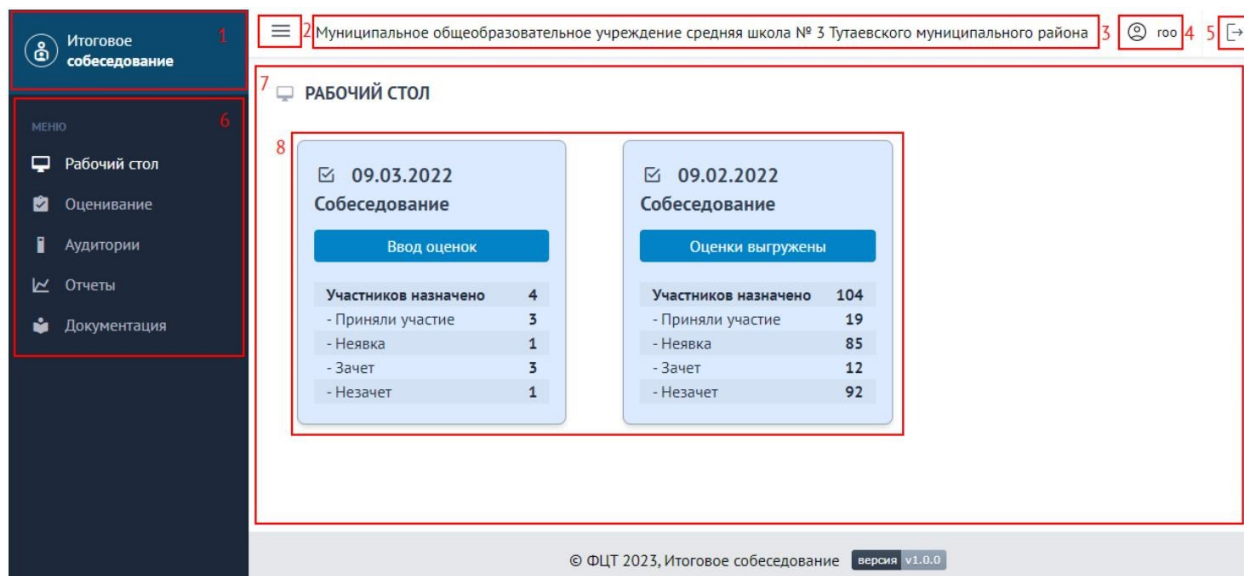 Итоговое
собеседование
1
2
Муниципальное общеобразовательное учреждение средняя школа № 3 Тутаевского муниципального района
3
roo
4
5
МЕНЮ
6
Рабочий стол
Оценивание
Аудитории
Отчеты
Документация
7
РАБОЧИЙ СТОЛ
8
09.03.2022
Собеседование
Ввод оценок
Участников назначено 4
- Приняли участие 3
- Неявка 1
- Зачет 3
- Незачет 1
09.02.2022
Собеседование
Оценки выгружены
Участников назначено 104
- Приняли участие 19
- Неявка 85
- Зачет 12
- Незачет 92
© ФЦТ 2023, Итоговое собеседование версия v1.0.0